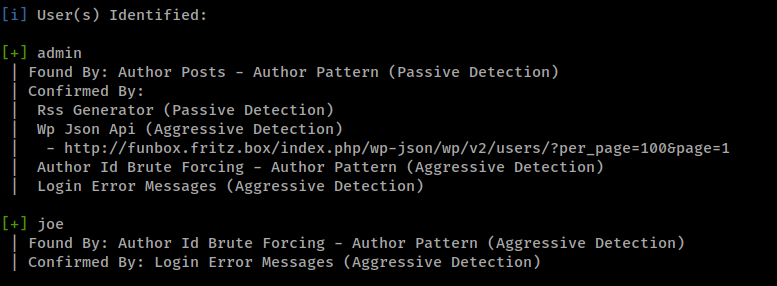 [i] User(s) Identified:
[+] admin
| Found By: Author Posts - Author Pattern (Passive Detection)
| Confirmed By:
|  Rss Generator (Passive Detection)
|  Wp Json Api (Aggressive Detection)
|   - http://funbox.fritz.box/index.php/wp-json/wp/v2/users/?per_page=100&page=1
|  Author Id Brute Forcing - Author Pattern (Aggressive Detection)
|  Login Error Messages (Aggressive Detection)
[+] joe
| Found By: Author Id Brute Forcing - Author Pattern (Aggressive Detection)
| Confirmed By: Login Error Messages (Aggressive Detection)